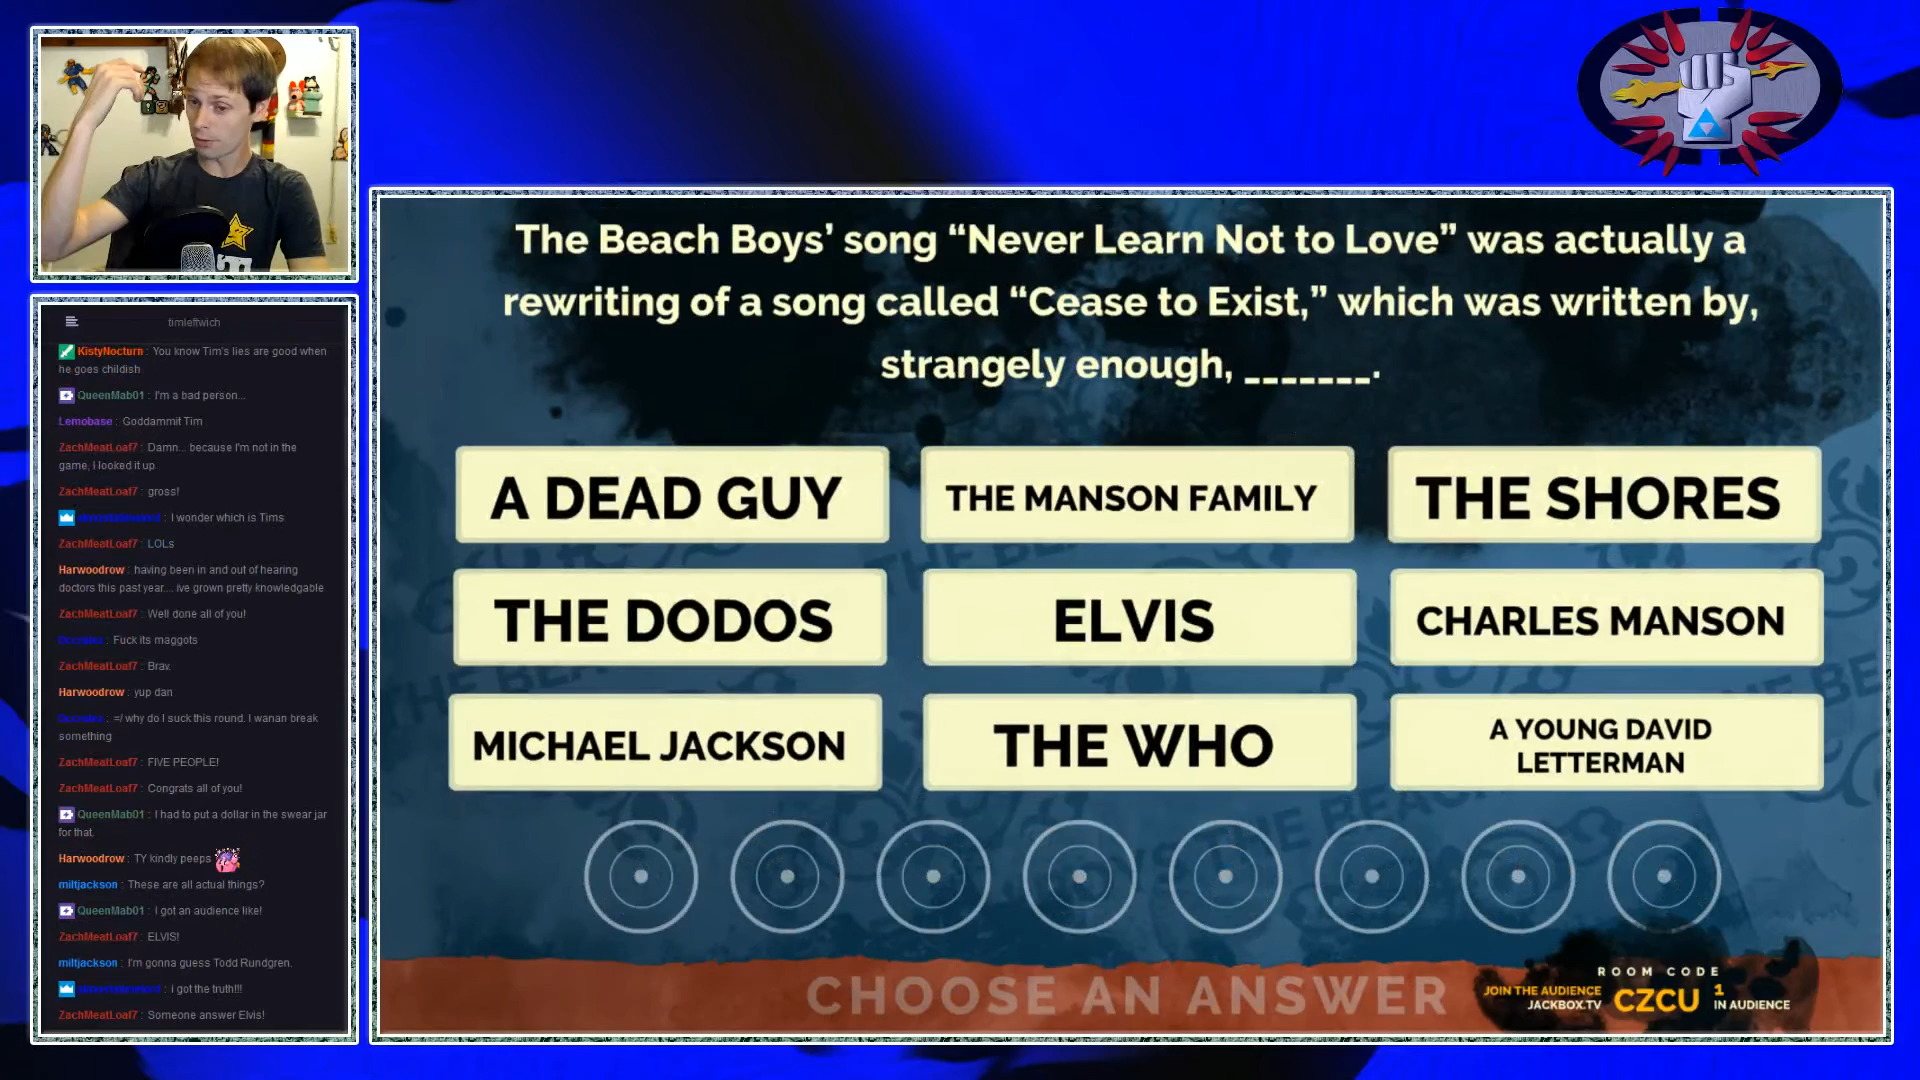 timleftwich
KistyNocturn : You know Tim's lies are good when
he goes childish
QueenMab01 : I'm a bad person...
Lemobase : Goddammit Tim
ZachMeatLoaf7 : Damn... because I'm not in the
game, I looked it up
ZachMeatLoaf7 : gross!
: I wonder which is Tims
ZachMeatLoaf7 : LOLs
Harwoodrow : having been in and out of hearing
doctors this past year.... ive grown pretty knowledgable
ZachMeatLoaf7 : Well done all of you!
: Fuck its maggots
ZachMeatLoaf7 : Brav.
Harwoodrow : yup dan
: =/ why do I suck this round. I wanan break
something
ZachMeatLoaf7 : FIVE PEOPLE!
ZachMeatLoaf7 : Congrats all of you!
QueenMab01 : I had to put a dollar in the swear jar
for that.
Harwoodrow : TY kindly peeps
miltjackson : These are all actual things?
QueenMab01 : I got an audience like!
ZachMeatLoaf7 : ELVIS!
miltjackson : I'm gonna guess Todd Rundgren.
: i got the truth!!!
ZachMeatLoaf7 : Someone answer Elvis!
The Beach Boys' song “Never Learn Not to Love” was actually a
rewriting of a song called “Cease to Exist,” which was written by,
strangely enough, _______.
A DEAD GUY
THE MANSON FAMILY
THE SHORES
THE DODOS
ELVIS
CHARLES MANSON
MICHAEL JACKSON
THE WHO
A YOUNG DAVID
LETTERMAN
CHOOSE AN ANSWER
ROOM CODE
JOIN THE AUDIENCE
JACKBOX.TV
CZCU
1
IN AUDIENCE